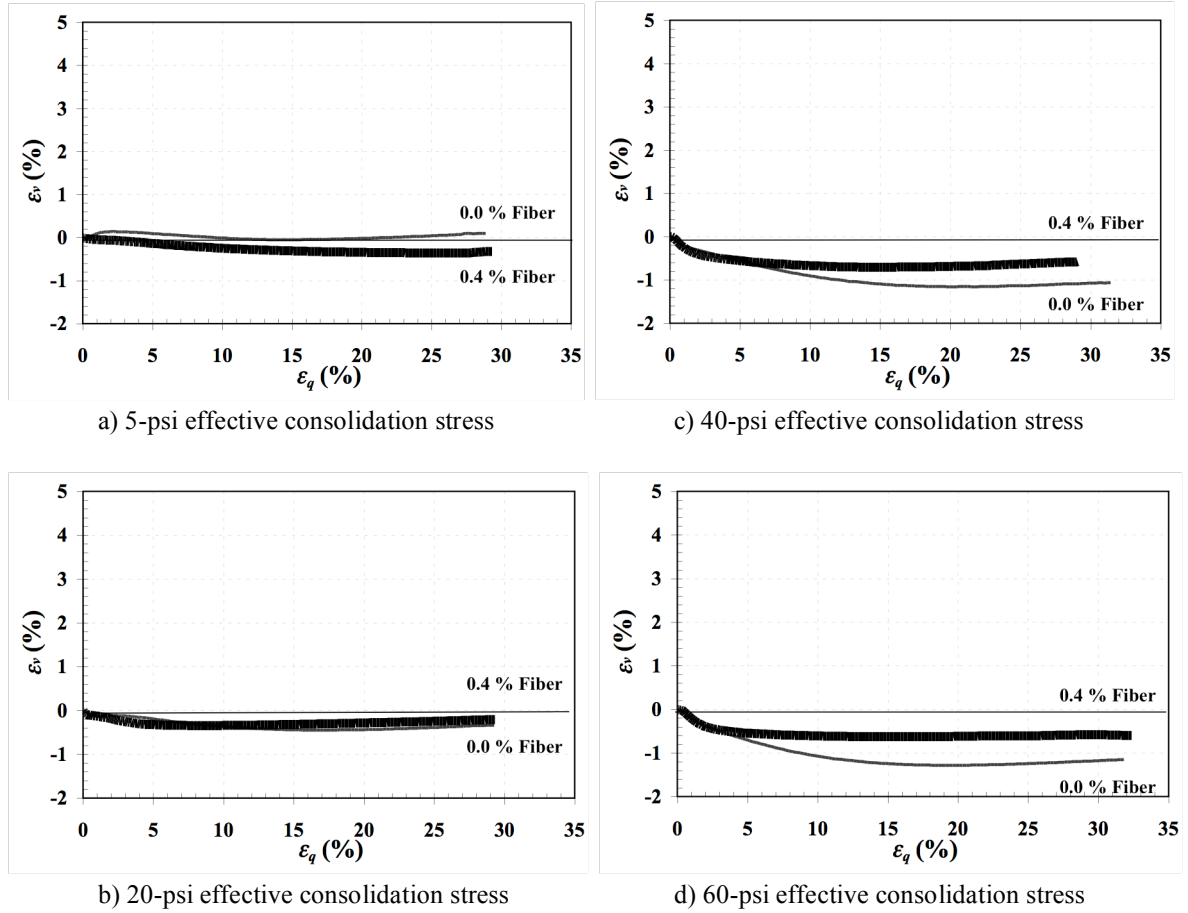 5
4
3
2
1
0
-1
-2
εv (%)
0.0 % Fiber
0.4 % Fiber
0 5 10 15 20 25 30 35
εq (%)
a) 5-psi effective consolidation stress
5
4
3
2
1
0
-1
-2
εv (%)
0.4 % Fiber
0.0 % Fiber
0 5 10 15 20 25 30 35
εq (%)
c) 40-psi effective consolidation stress
5
4
3
2
1
0
-1
-2
εv (%)
0.4 % Fiber
0.0 % Fiber
0 5 10 15 20 25 30 35
εq (%)
b) 20-psi effective consolidation stress
5
4
3
2
1
0
-1
-2
εv (%)
0.4 % Fiber
0.0 % Fiber
0 5 10 15 20 25 30 35
εq (%)
d) 60-psi effective consolidation stress